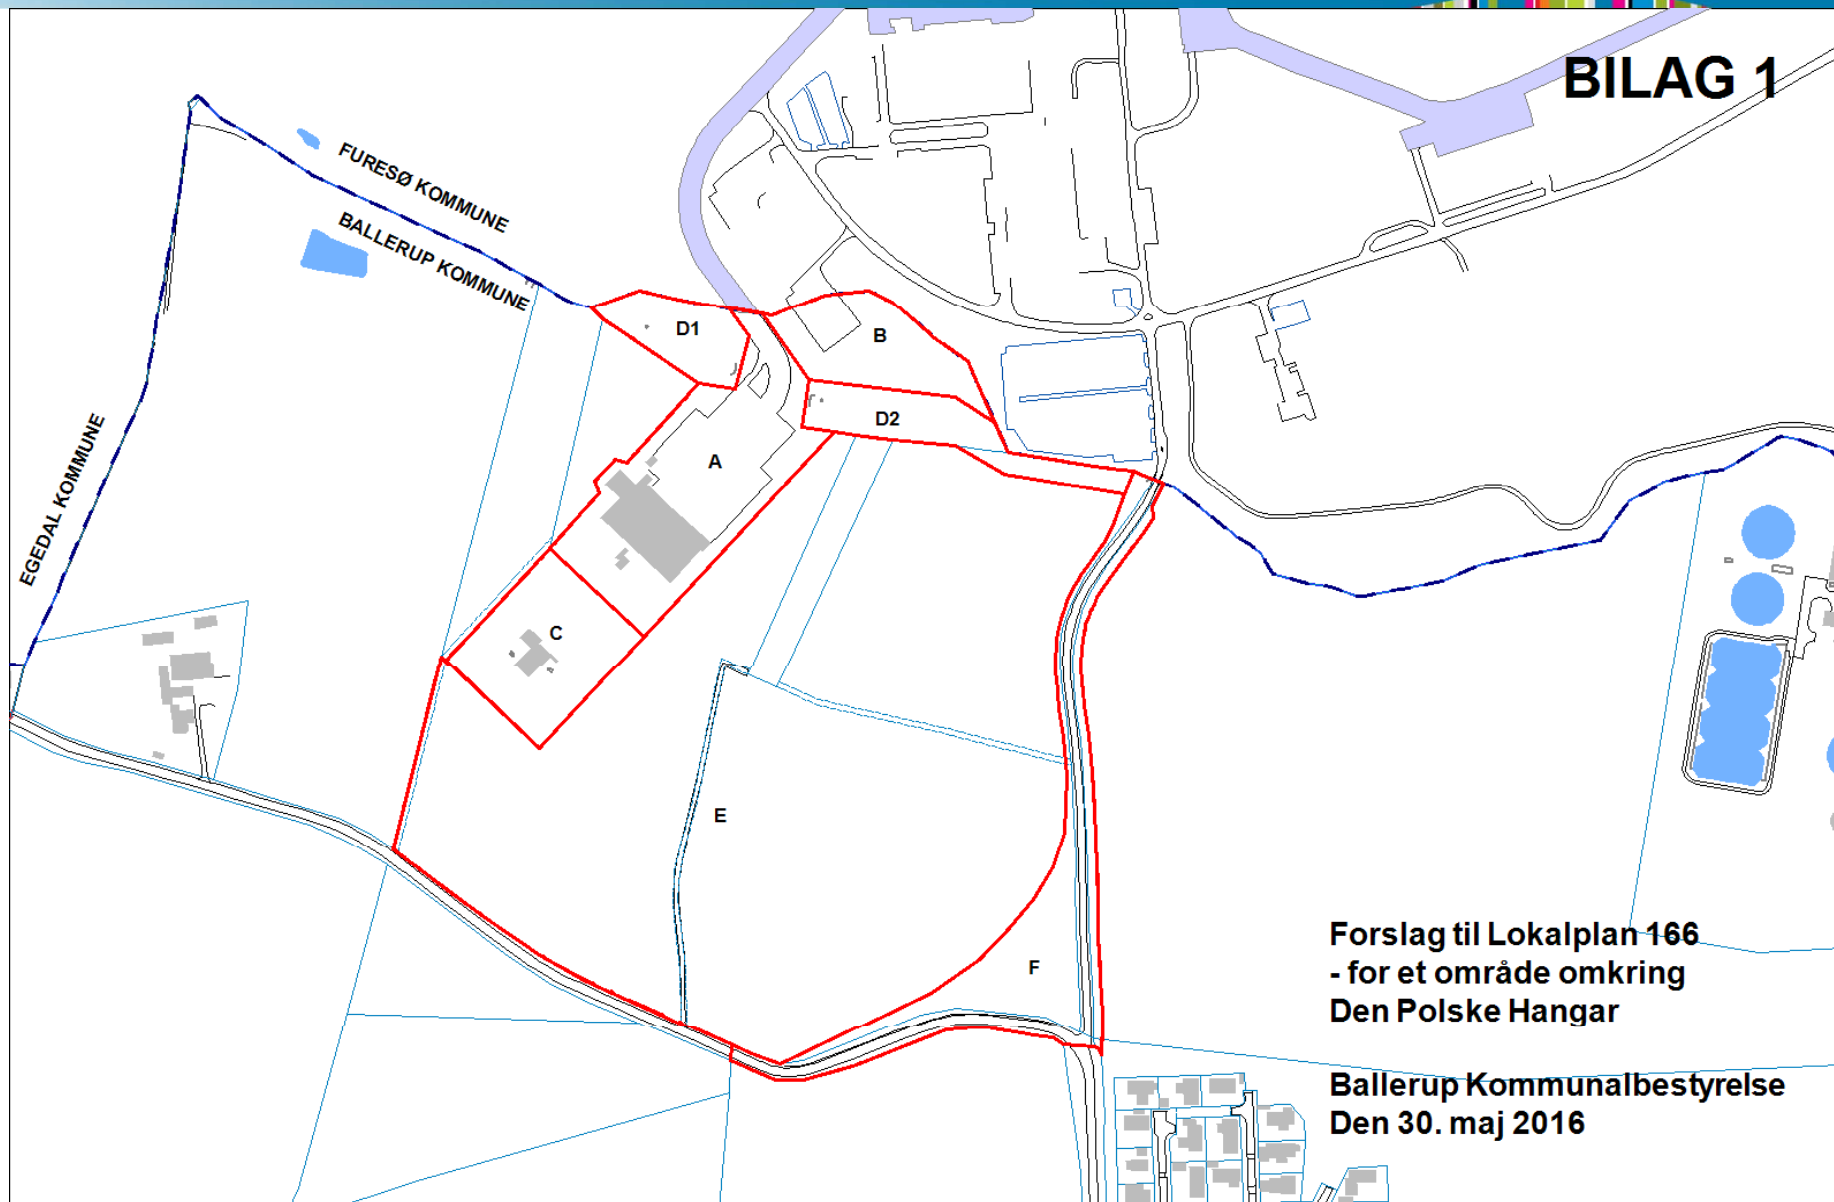 BILAG 1
FURESØ KOMMUNE
BALLERUP KOMMUNE
EGEDAL KOMMUNE
D1
B
D2
A
C
E
F
Forslag til Lokalplan 166
- for et område omkring
Den Polske Hangar
Ballerup Kommunalbestyrelse
Den 30. maj 2016